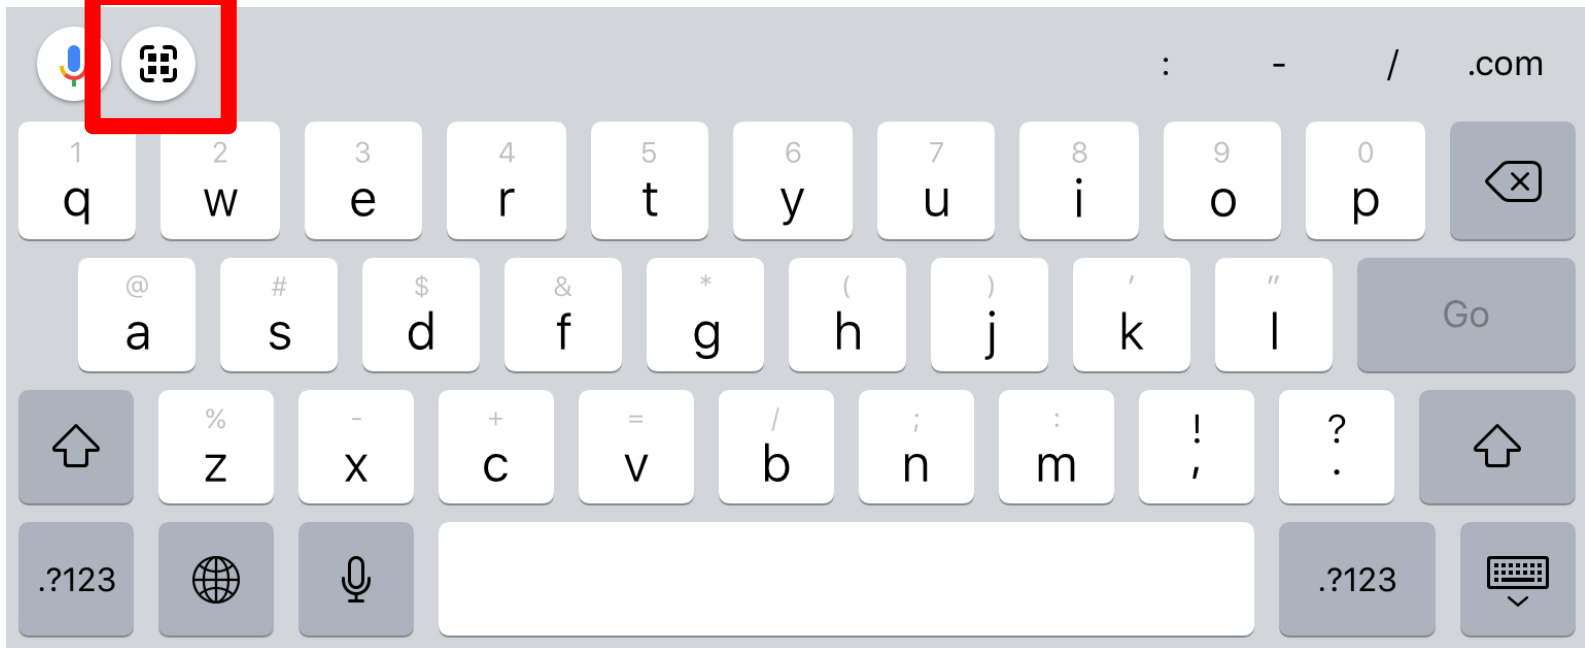 : - / .com
1 2 3 4 5 6 7 8 9 0
q w e r t y u i o p
@ # $ & * ( ) ' "
a s d f g h j k l Go
% - + = / ; : ! ?
z x c v b n m , .
.?123 .?123